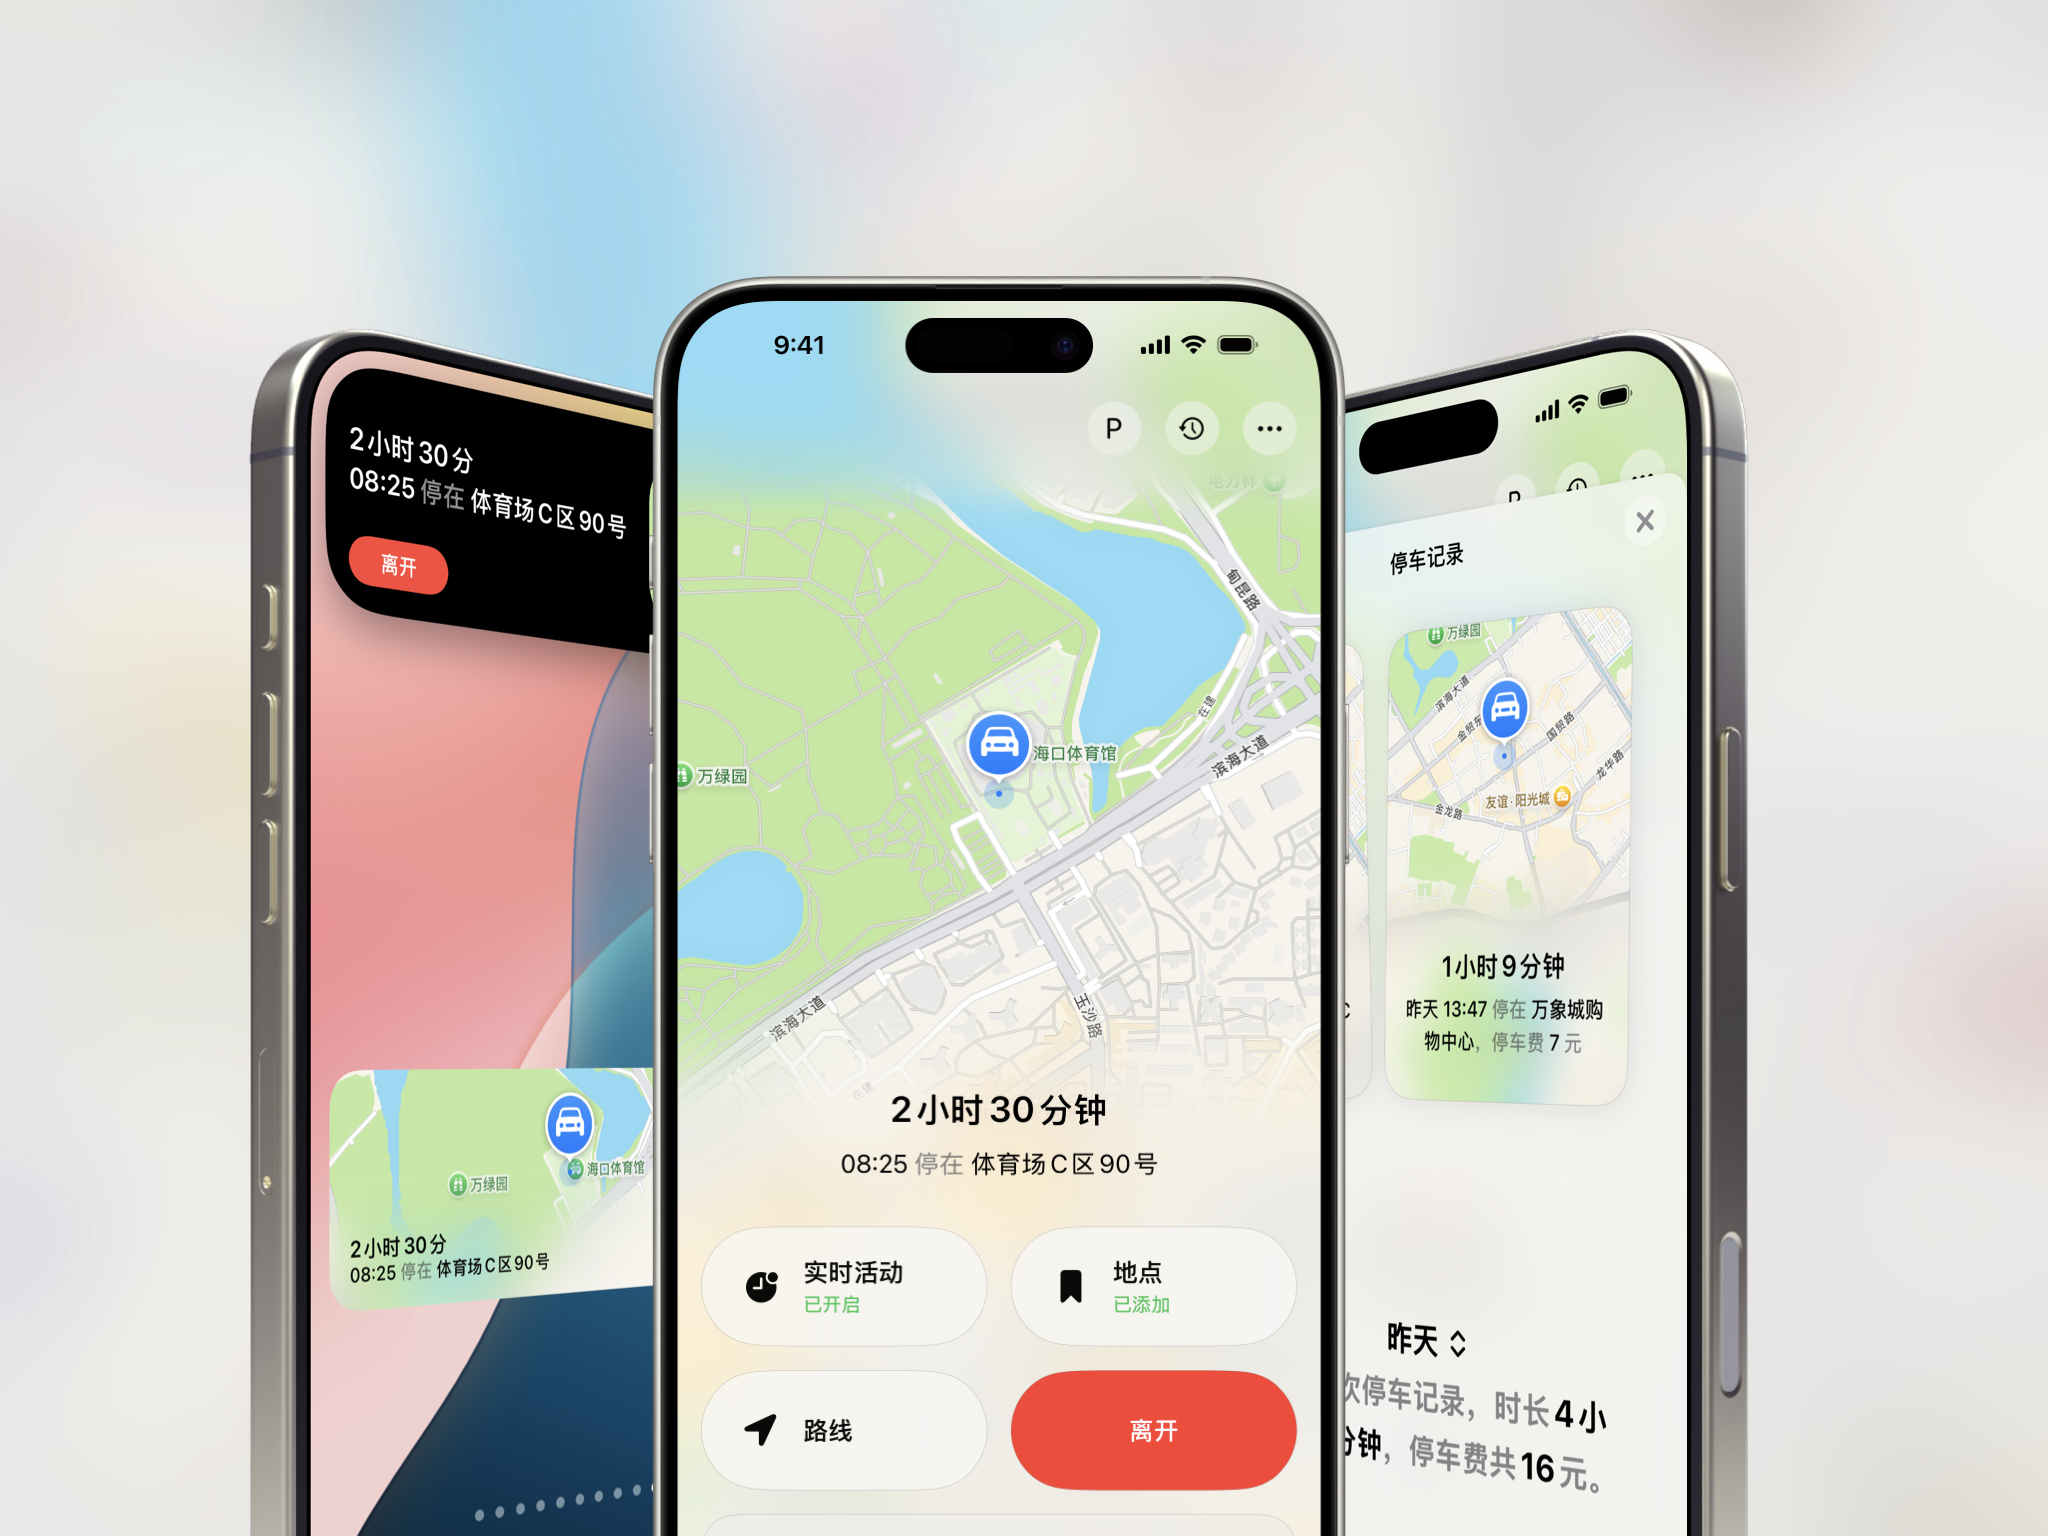 2小时30分
08:25 停在 体育场C区90号
离开
万绿园
海口体育馆
2小时30分
08:25 停在 体育场C区90号
9:41
P
电力林
甸昆路
在建
海口体育馆
万绿园
滨海大道
滨海大道
玉沙路
在建
2小时30分钟
08:25 停在 体育场C区90号
实时活动
已开启
地点
已添加
路线
离开
停车记录
万绿园
滨海大道
金贸东
国贸路
龙华路
友谊·阳光城
金龙路
1小时9分钟
昨天 13:47 停在 万象城购
物中心，停车费 7 元
昨天
次停车记录，时长4小
分钟，停车费共16元。